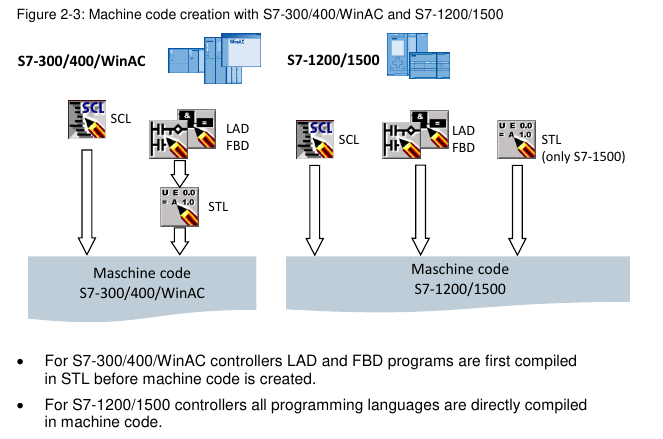 Figure 2-3: Machine code creation with S7-300/400/WinAC and S7-1200/1500
S7-300/400/WinAC
WinAC
S7-1200/1500
SCL
SCL
&
=
LAD
FBD
U E 0.0
= A 1.0
STL
SCL
SCL
&
=
LAD
FBD
U E 0.0
= A 1.0
STL
(only S7-1500)
Maschine code
S7-300/400/WinAC
Maschine code
S7-1200/1500
• For S7-300/400/WinAC controllers LAD and FBD programs are first compiled
in STL before machine code is created.
• For S7-1200/1500 controllers all programming languages are directly compiled
in machine code.